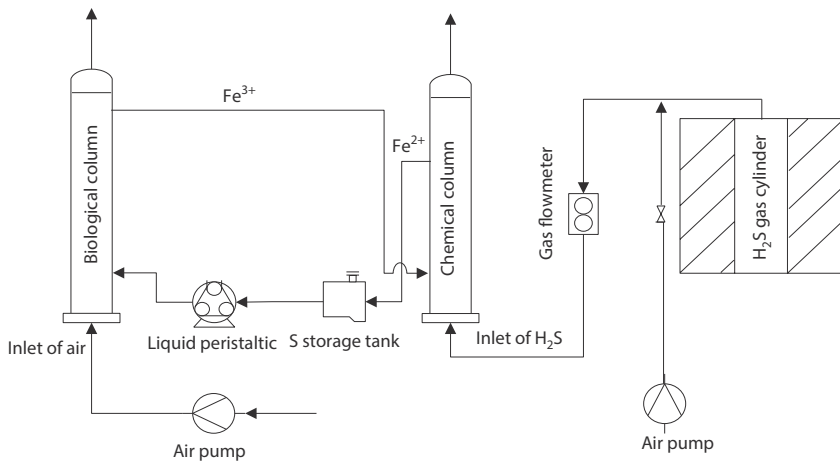 Fe³⁺
Fe²⁺
Biological column
Chemical column
Gas flowmeter
H₂S gas cylinder
Inlet of air
Liquid peristaltic
S storage tank
Inlet of H₂S
Air pump
Air pump